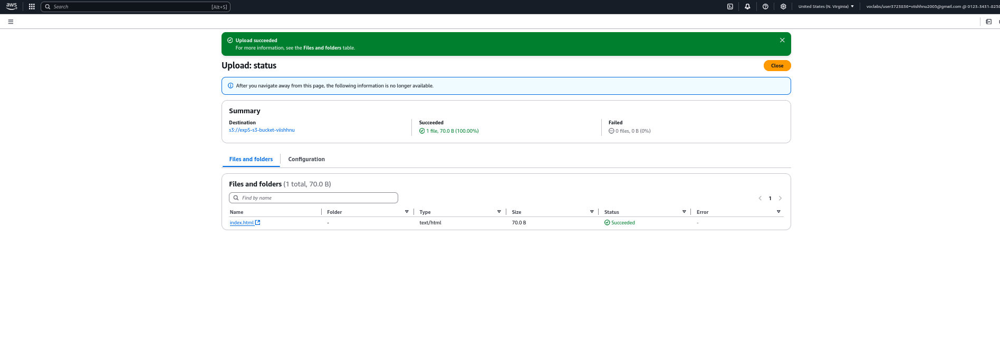 aws
Search [Alt+S]
United States (N. Virginia)
voclabs/user3723836=viishhnu2005@gmail.com @ 0123-3431-8258
Upload succeeded
For more information, see the Files and folders table.
Upload: status
Close
After you navigate away from this page, the following information is no longer available.
Summary
Destination
s3://exp5-s3-bucket-viishhnu
Succeeded
1 file, 70.0 B (100.00%)
Failed
0 files, 0 B (0%)
Files and folders Configuration
Files and folders (1 total, 70.0 B)
Find by name
1
Name Folder Type Size Status Error
index.html - text/html 70.0 B Succeeded -